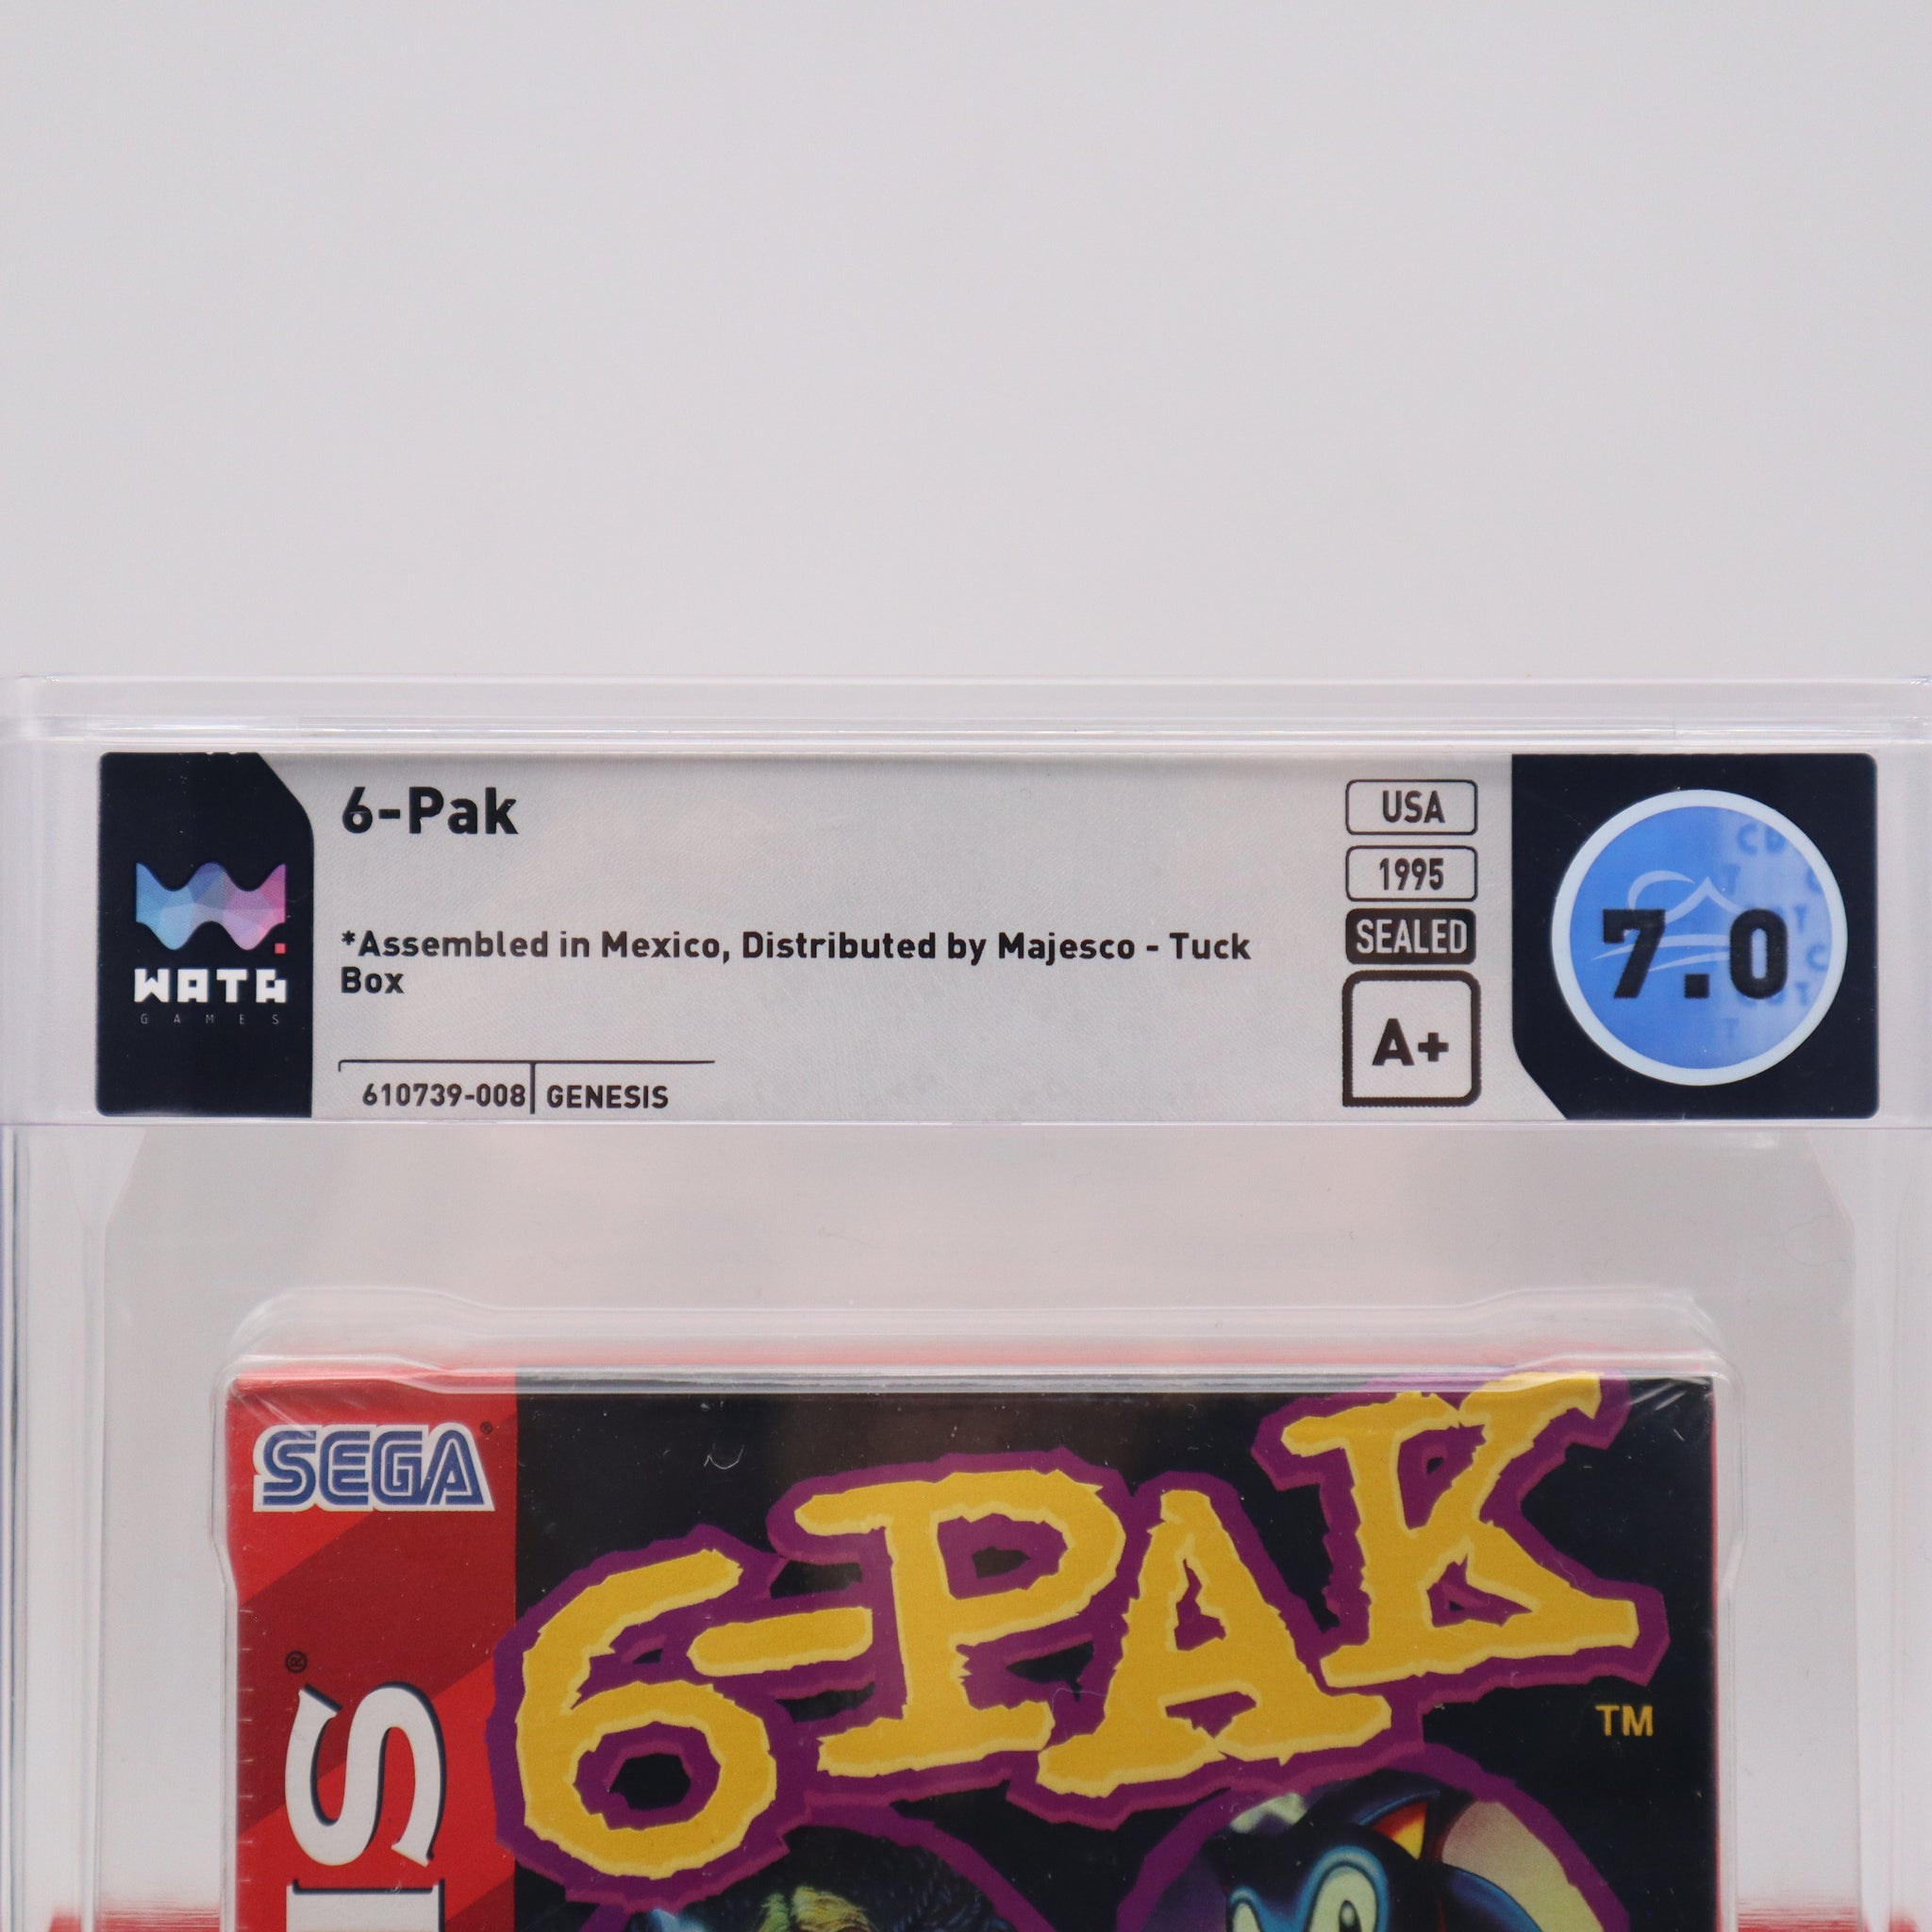 6-Pak
*Assembled in Mexico, Distributed by Majesco - Tuck
Box
610739-008 GENESIS
WATA
GAMES
USA
1995
SEALED
A+
7.0
SEGA®
6-PAK
TM
®
IS